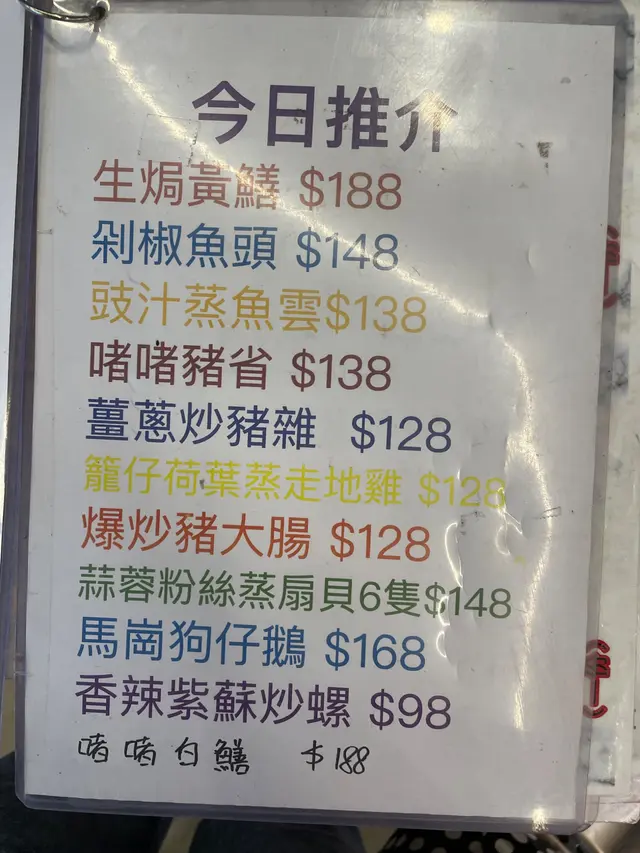 今日推介
生焗黃鱔 $188
剁椒魚頭 $148
豉汁蒸魚雲$138
啫啫豬省 $138
薑蔥炒豬雜 $128
籠仔荷葉蒸走地雞 $128
爆炒豬大腸 $128
蒜蓉粉絲蒸扇貝6隻$148
馬崗狗仔鵝 $168
香辣紫蘇炒螺 $98
啫啫白鱔 $188